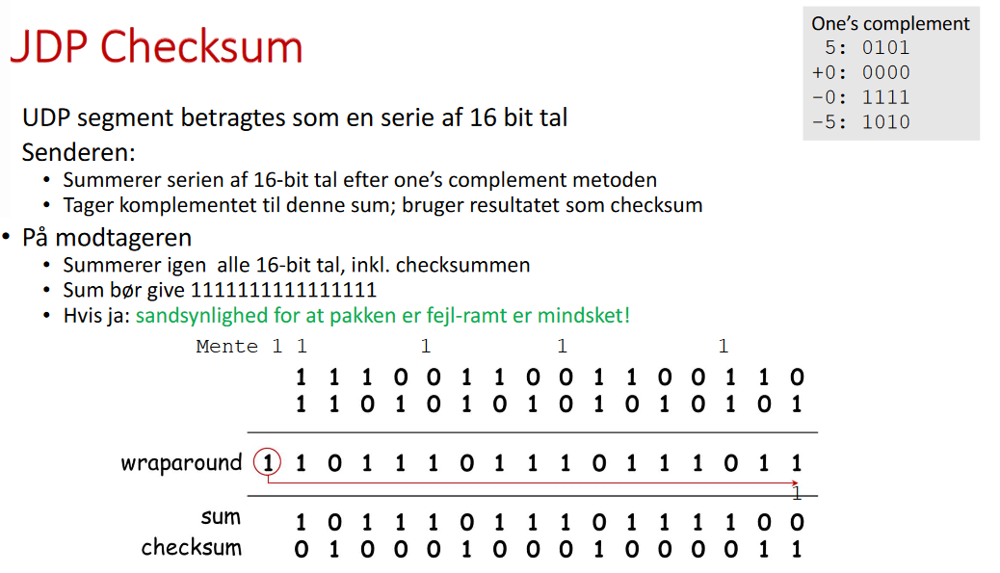 UDP Checksum
One's complement
5: 0101
+0: 0000
-0: 1111
-5: 1010
UDP segment betragtes som en serie af 16 bit tal
Senderen:
• Summerer serien af 16-bit tal efter one's complement metoden
• Tager komplementet til denne sum; bruger resultatet som checksum
• På modtageren
• Summerer igen alle 16-bit tal, inkl. checksummen
• Sum bør give 1111111111111111
• Hvis ja: sandsynlighed for at pakken er fejl-ramt er mindsket!
Mente 1 1 1 1 1
1 1 1 0 0 1 1 0 0 1 1 0 0 1 1 0
1 1 0 1 0 1 0 1 0 1 0 1 0 1 0 1
wraparound 1 1 0 1 1 1 0 1 1 1 0 1 1 1 0 1 1
1
sum 1 0 1 1 1 0 1 1 1 0 1 1 1 1 0 0
checksum 0 1 0 0 0 1 0 0 0 1 0 0 0 0 1 1